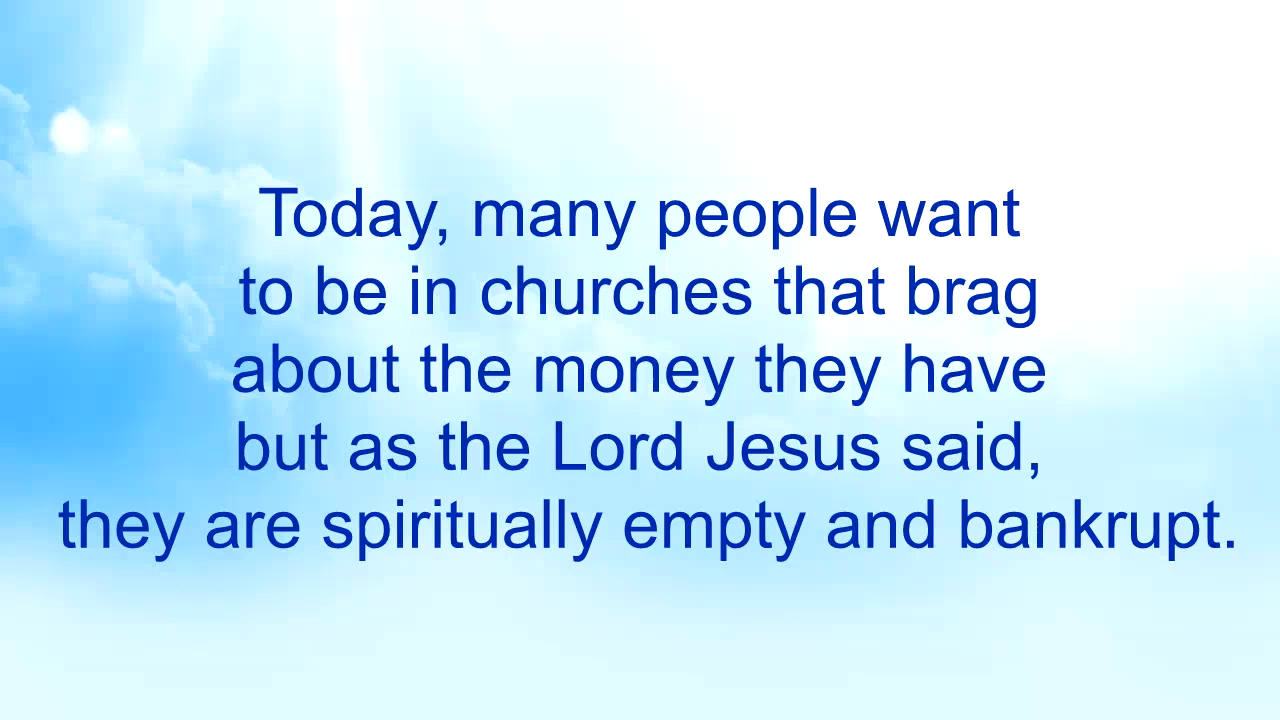 Today, many people want
to be in churches that brag
about the money they have
but as the Lord Jesus said,
they are spiritually empty and bankrupt.